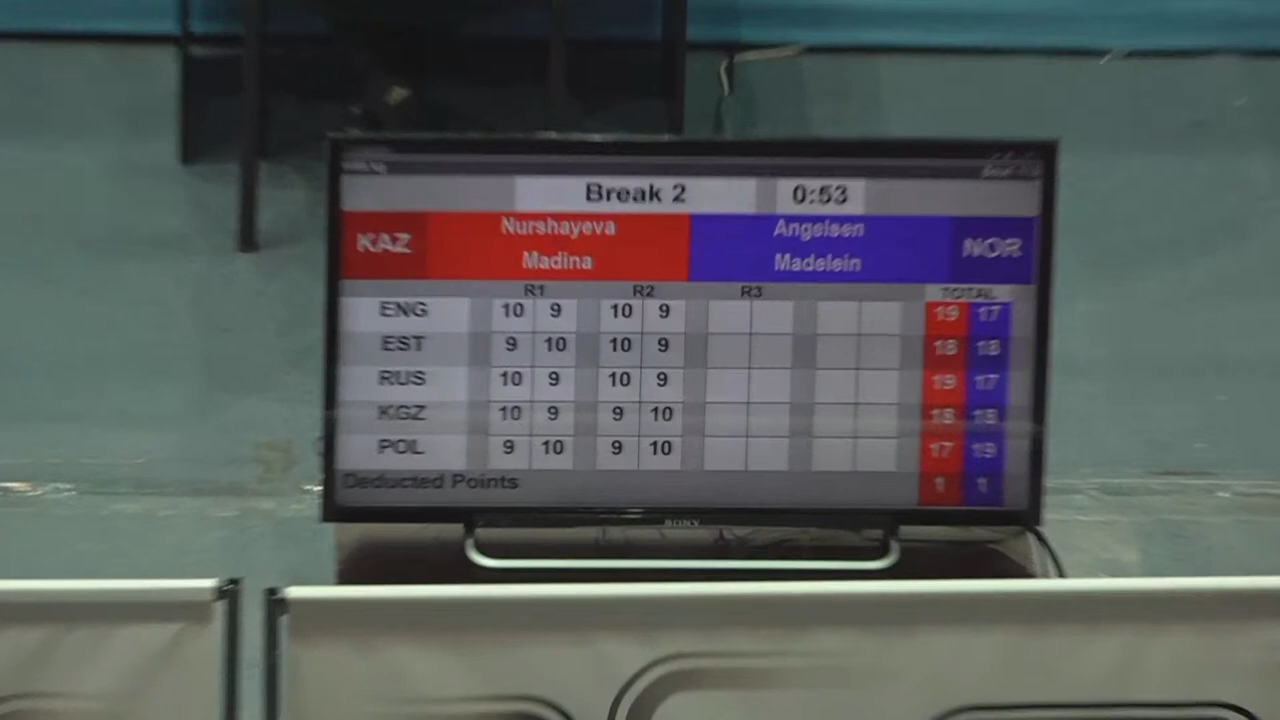 Break 2 0:53
KAZ Nurshayeva Madina Angelsen Madelein NOR
R1 R2 R3 TOTAL
ENG 10 9 10 9 19 17
EST 9 10 10 9 18 18
RUS 10 9 10 9 19 17
KGZ 10 9 9 10 18 18
POL 9 10 9 10 17 19
Deducted Points 1 1
SONY